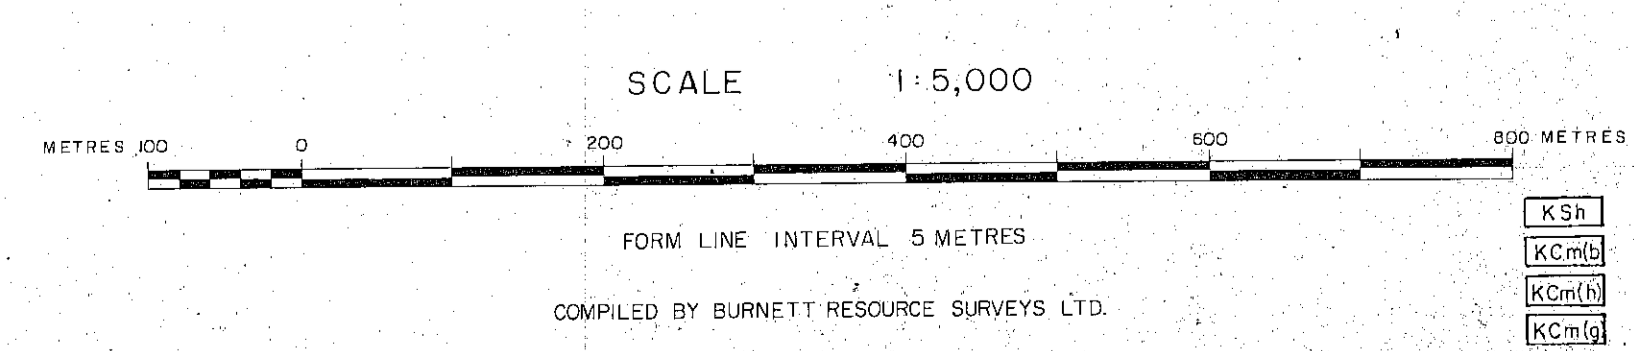 SCALE 1:5,000
METRES 100 0 200 400 600 800 METRES
KSh
FORM LINE INTERVAL 5 METRES
KCm(b)
KCm(h)
COMPILED BY BURNETT RESOURCE SURVEYS LTD.
KCm(g)